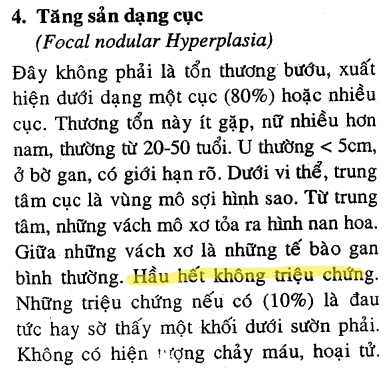 4. Tăng sản dạng cục
(Focal nodular Hyperplasia)
Đây không phải là tổn thương bướu, xuất
hiện dưới dạng một cục (80%) hoặc nhiều
cục. Thương tổn này ít gặp, nữ nhiều hơn
nam, thường từ 20-50 tuổi. U thường < 5cm,
ở bờ gan, có giới hạn rõ. Dưới vi thể, trung
tâm cục là vùng mô sợi hình sao. Từ trung
tâm, những vách mô xơ tỏa ra hình nan hoa.
Giữa những vách xơ là những tế bào gan
bình thường. Hầu hết không triệu chứng.
Những triệu chứng nếu có (10%) là đau
tức hay sờ thấy một khối dưới sườn phải.
Không có hiện tượng chảy máu, hoại tử.